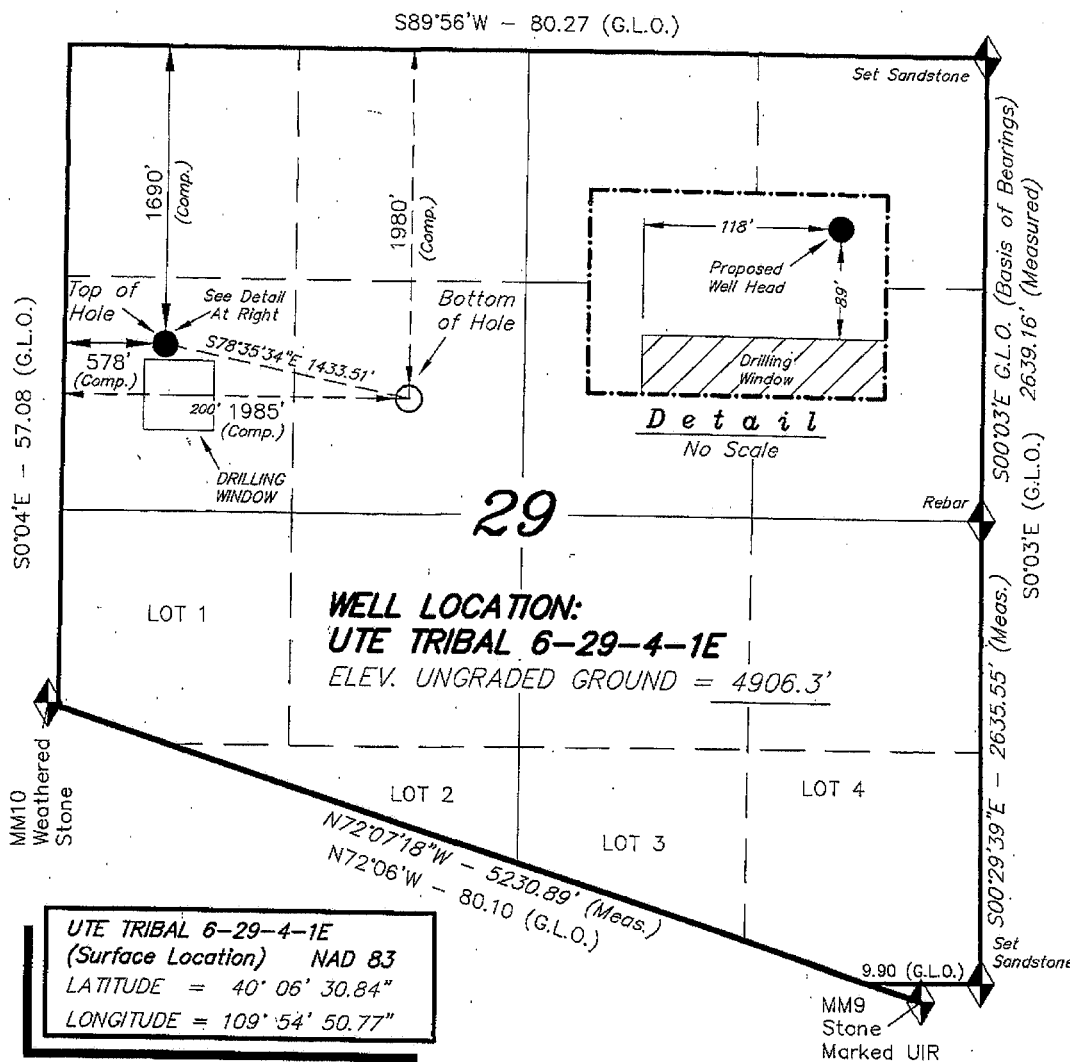 S89°56'W - 80.27 (G.L.O.)
Set Sandstone
1690'
(Comp.)
1980'
(Comp.)
118'
Proposed
Well Head
89'
Drilling
Window
Detail
No Scale
Top of
Hole
See Detail
At Right
Bottom
of Hole
S78°35'34"E 1433.51'
578'
(Comp.)
200'
1985'
(Comp.)
DRILLING
WINDOW
S0°04'E - 57.08 (G.L.O.)
S00°03'E G.L.O. (Basis of Bearings)
2639.16' (Measured)
S0°03'E (G.L.O.)
29
Rebar
LOT 1
WELL LOCATION:
UTE TRIBAL 6-29-4-1E
ELEV. UNGRADED GROUND = 4906.3'
S00°29'39"E - 2635.55' (Meas.)
MM10
Weathered
Stone
LOT 2
LOT 4
LOT 3
N72°07'18"W - 5230.89' (Meas.)
N72°06'W - 80.10 (G.L.O.)
UTE TRIBAL 6-29-4-1E
(Surface Location) NAD 83
LATITUDE = 40° 06' 30.84"
LONGITUDE = 109° 54' 50.77"
9.90 (G.L.O.)
Set
Sandstone
MM9
Stone
Marked UIR